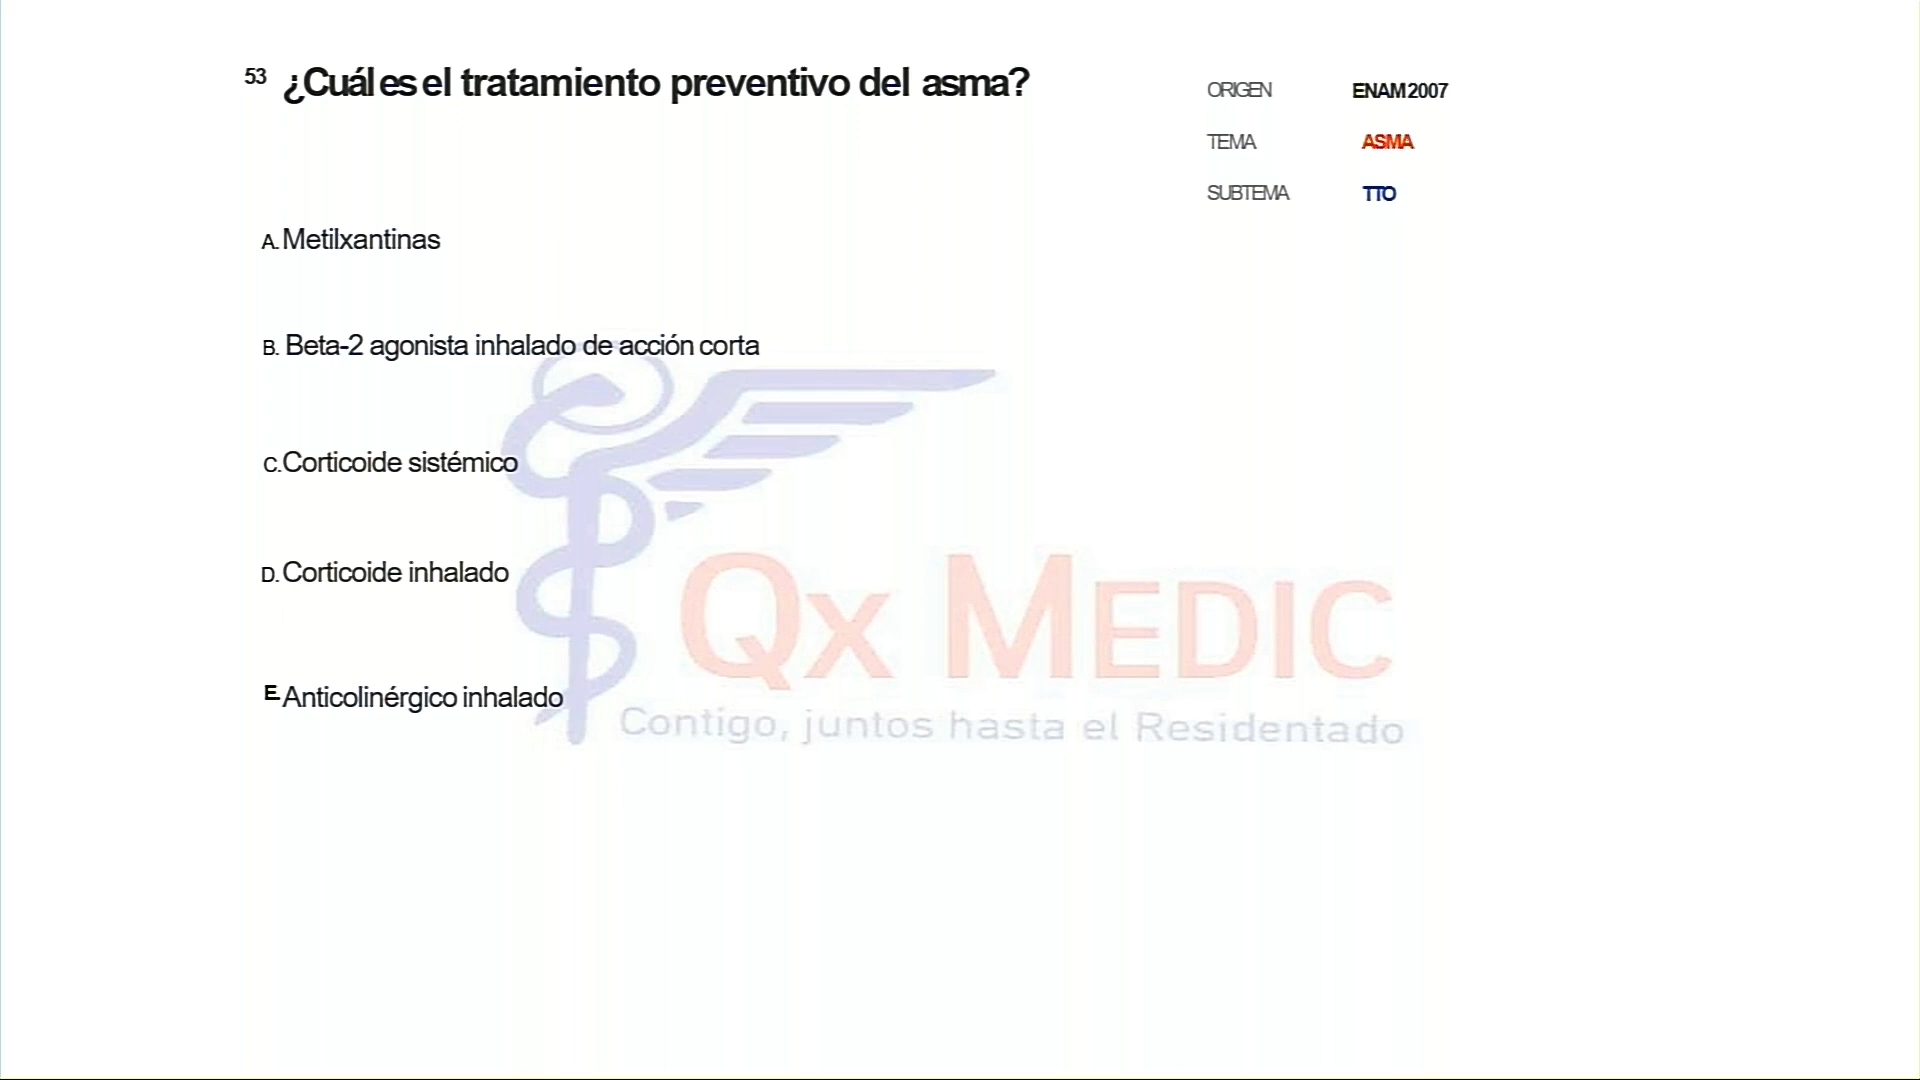 53 ¿Cuál es el tratamiento preventivo del asma?
ORIGEN ENAM 2007
TEMA ASMA
SUBTEMA TTO
A. Metilxantinas
B. Beta-2 agonista inhalado de acción corta
C. Corticoide sistémico
D. Corticoide inhalado
E. Anticolinérgico inhalado
Qx MEDIC
Contigo, juntos hasta el Residentado